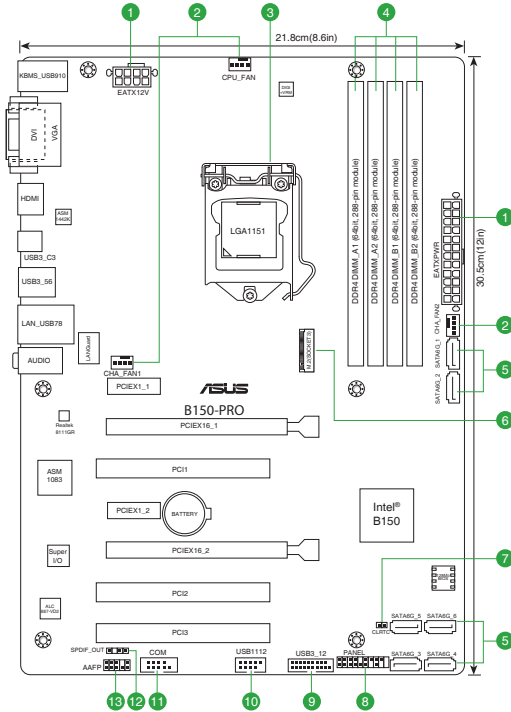 1
2
3
4
21.8cm(8.6in)
KBMS_USB910
EATX12V
CPU_FAN
DIGI
+VRM
DVI
VGA
HDMI
ASM
1442K
LGA1151
DDR4 DIMM_A1 (64bit, 288-pin module)
DDR4 DIMM_A2 (64bit, 288-pin module)
DDR4 DIMM_B1 (64bit, 288-pin module)
DDR4 DIMM_B2 (64bit, 288-pin module)
EATXPWR
1
30.5cm(12in)
USB3_C3
USB3_56
LAN_USB78
LANGuard
AUDIO
CHA_FAN1
M.2(SOCKET3)
CHA_FAN2
2
SATA6G_1
SATA6G_2
5
6
PCIEX1_1
ASUS
B150-PRO
PCIEX16_1
Realtek
8111GR
ASM
1083
PCI1
PCIEX1_2
BATTERY
Intel®
B150
PCIEX16_2
Super
I/O
7
ALC
887-VD2
PCI2
CLRTC
SATA6G_5
SATA6G_6
PCI3
5
SPDIF_OUT
AAFP
COM
USB1112
USB3_12
PANEL
SATA6G_3
SATA6G_4
13
12
11
10
9
8